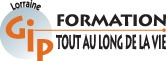 Lorraine
GIP FORMATION
TOUT AU LONG DE LA VIE